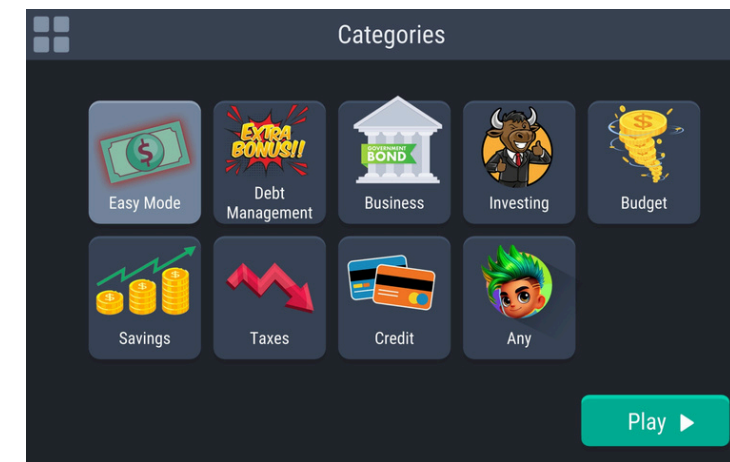 Categories
EXTRA
BONUS!!
GOVERNMENT
BOND
Easy Mode
Debt
Management
Business
Investing
Budget
Savings
Taxes
Credit
Any
Play